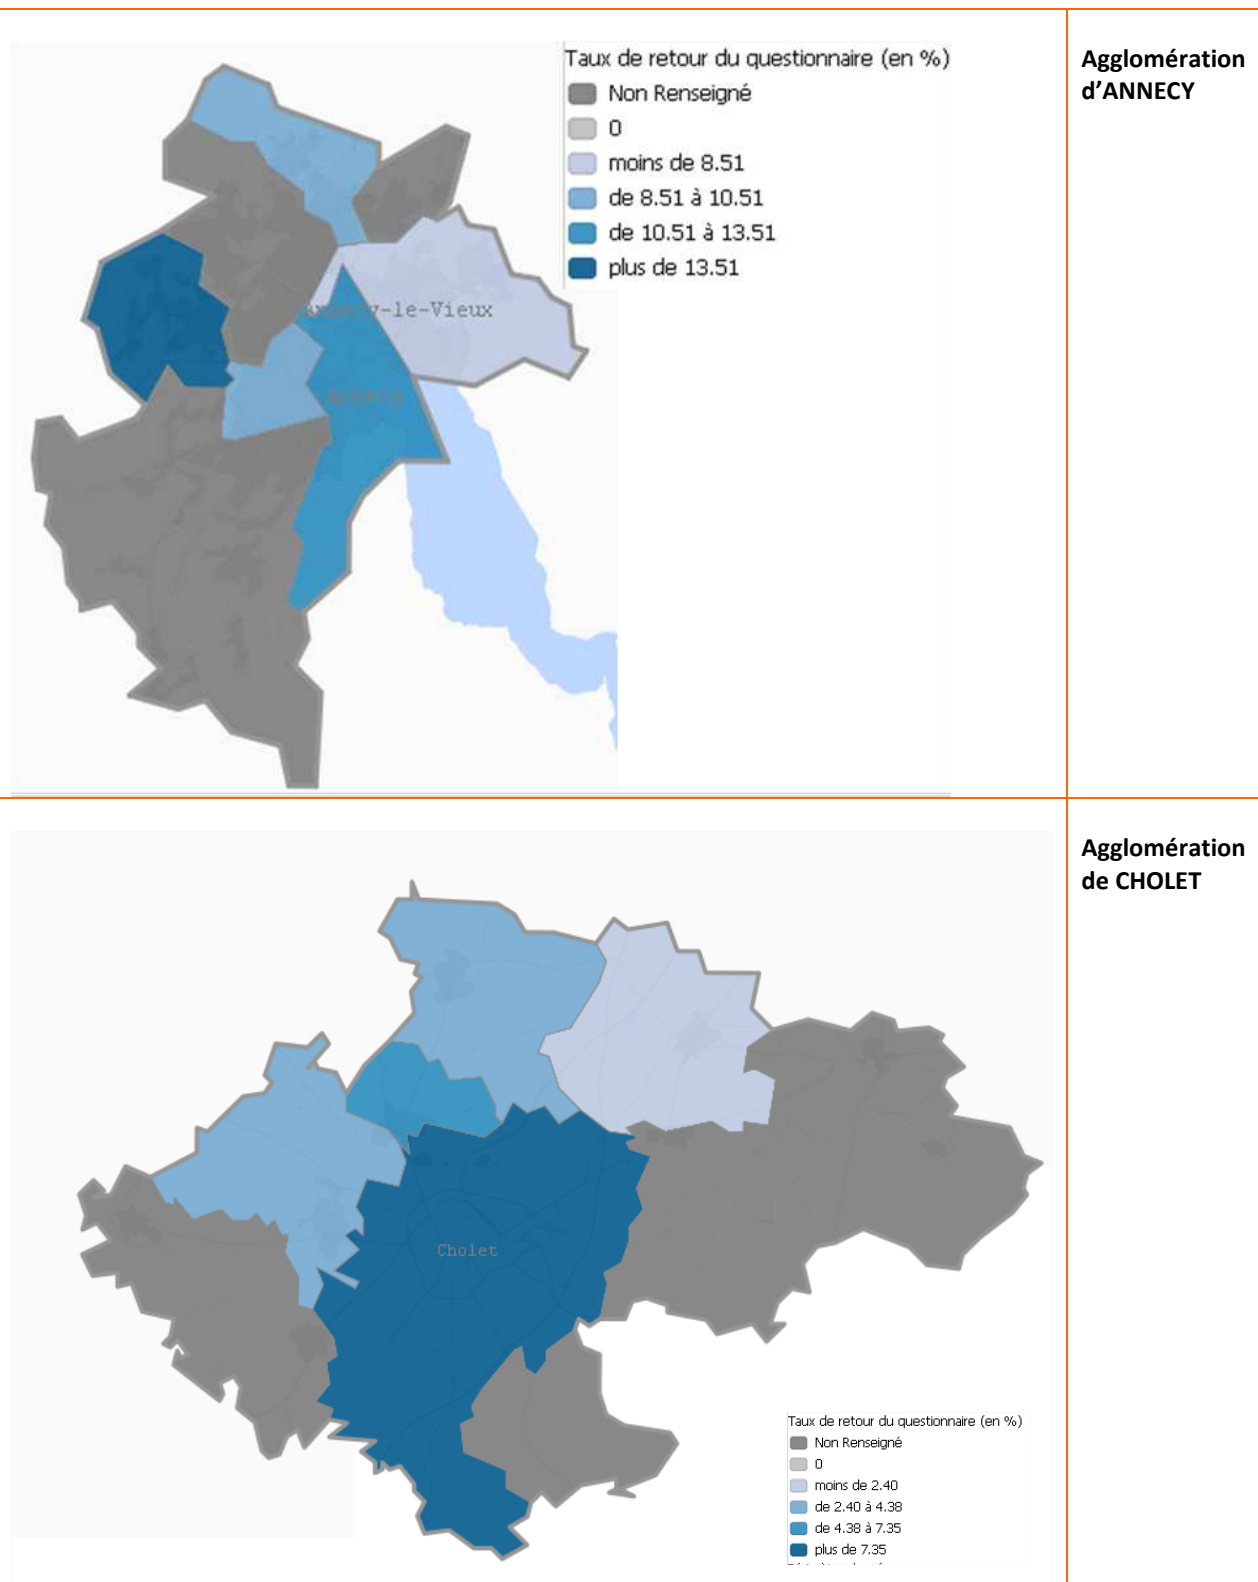 Taux de retour du questionnaire (en %)
Non Renseigné
0
moins de 8.51
de 8.51 à 10.51
de 10.51 à 13.51
plus de 13.51
Agglomération
d’ANNECY
-le-Vieux
Agglomération
de CHOLET
Cholet
Taux de retour du questionnaire (en %)
Non Renseigné
0
moins de 2.40
de 2.40 à 4.38
de 4.38 à 7.35
plus de 7.35